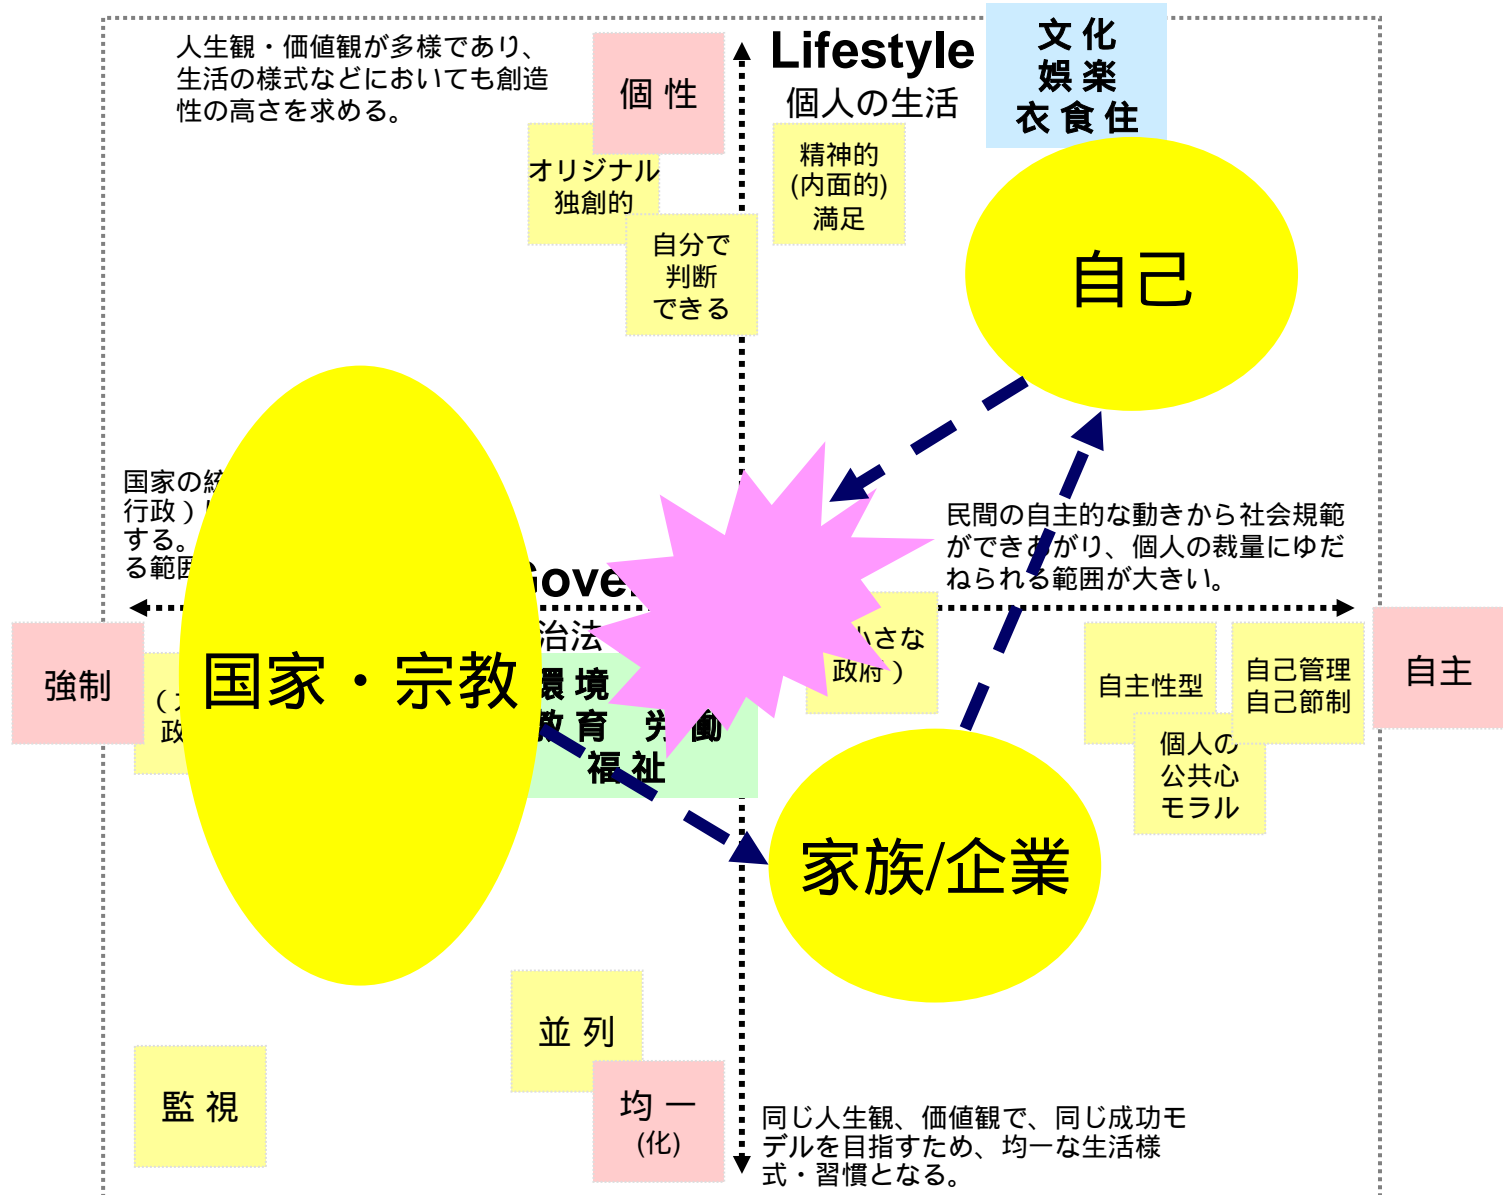 人生観・価値観が多様であり、
生活の様式などにおいても創造
性の高さを求める。
個 性
Lifestyle
個人の生活
文 化
娯 楽
衣 食 住
オリジナル
独創的
精神的
(内面的)
満足
自分で
判断
できる
自己
国家の統
行政）
する。
る範囲
民間の自主的な動きから社会規範
ができあがり、個人の裁量にゆだ
ねられる範囲が大きい。
Gove
治法
強制
政
国家・宗教
環 境
教 育　労 働
福 祉
小さな
政府）
自主性型
自己管理
自己節制
自主
個人の
公共心
モラル
家族/企業
並 列
監 視
均 一
(化)
同じ人生観、価値観で、同じ成功モ
デルを目指すため、均一な生活様
式・習慣となる。